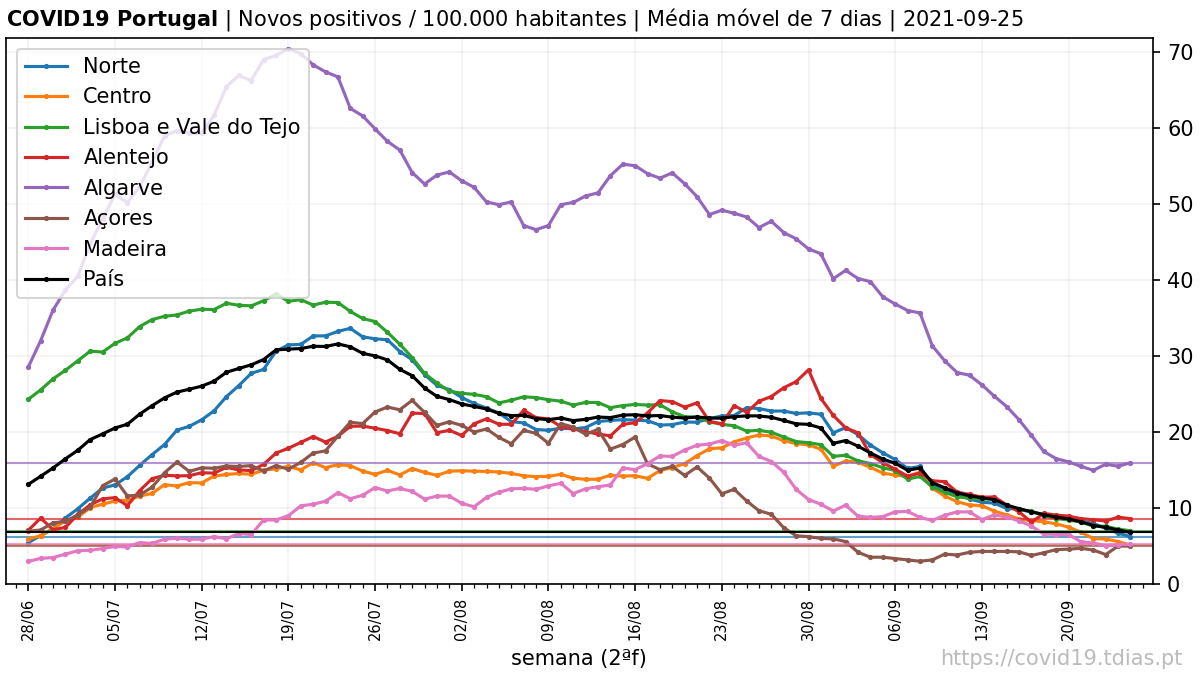 COVID19 Portugal | Novos positivos / 100.000 habitantes | Média móvel de 7 dias | 2021-09-25
Norte
Centro
Lisboa e Vale do Tejo
Alentejo
Algarve
Açores
Madeira
País
70
60
50
40
30
20
10
0
28/06 05/07 12/07 19/07 26/07 02/08 09/08 16/08 23/08 30/08 06/09 13/09 20/09
semana (2ªf)
https://covid19.tdias.pt